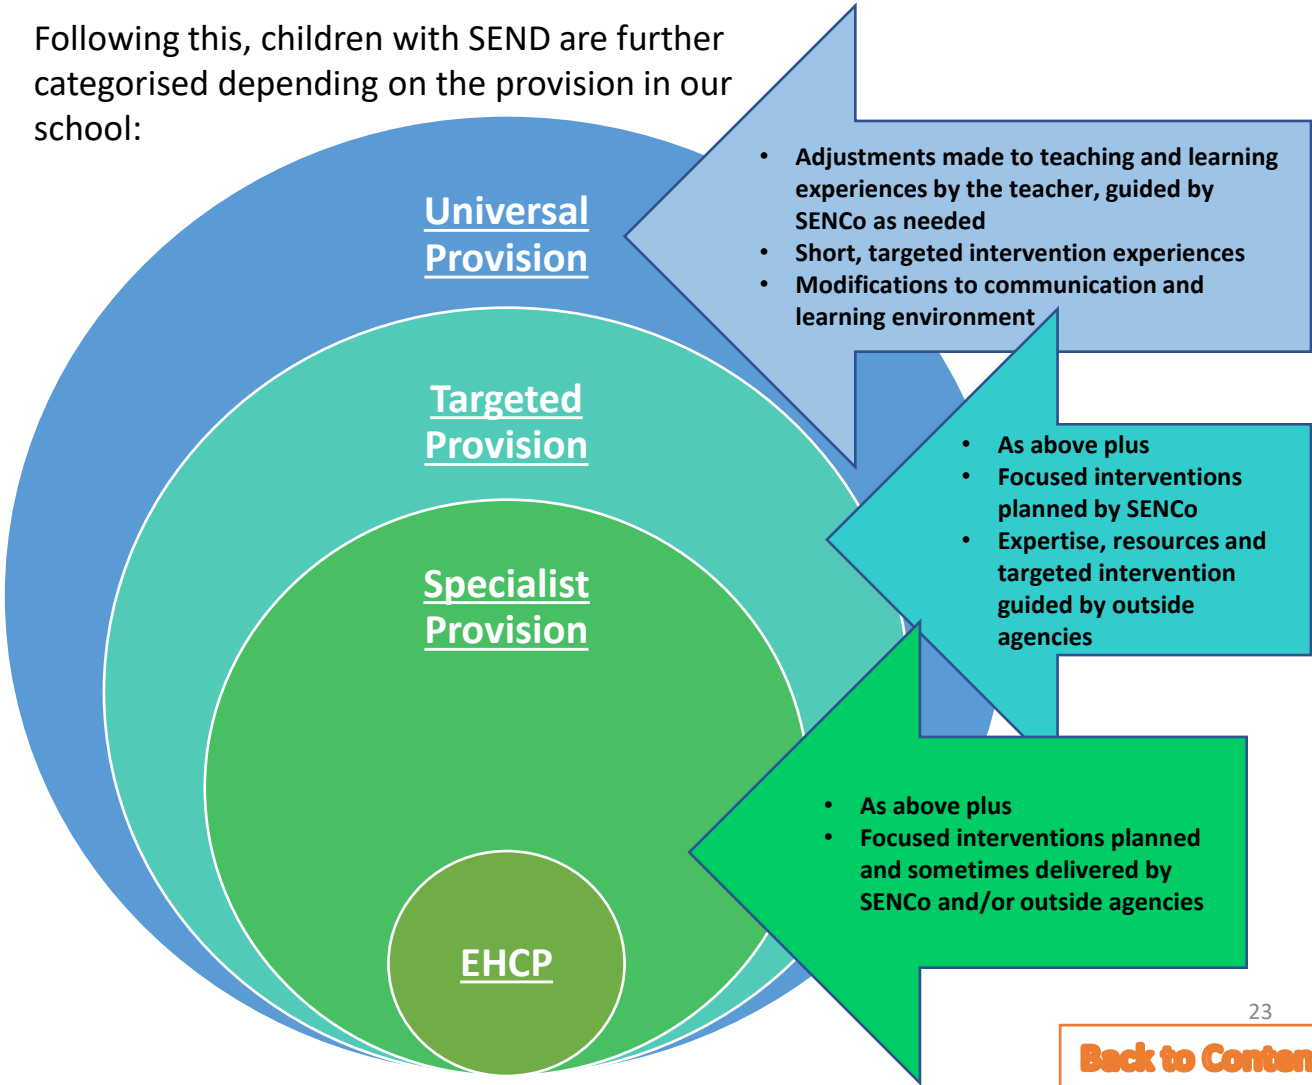 Following this, children with SEND are further
categorised depending on the provision in our
school:
Universal
Provision
• Adjustments made to teaching and learning
experiences by the teacher, guided by
SENCo as needed
• Short, targeted intervention experiences
• Modifications to communication and
learning environment
Targeted
Provision
• As above plus
• Focused interventions
planned by SENCo
• Expertise, resources and
targeted intervention
guided by outside
agencies
Specialist
Provision
• As above plus
• Focused interventions planned
and sometimes delivered by
SENCo and/or outside agencies
EHCP
23
Back to Conten